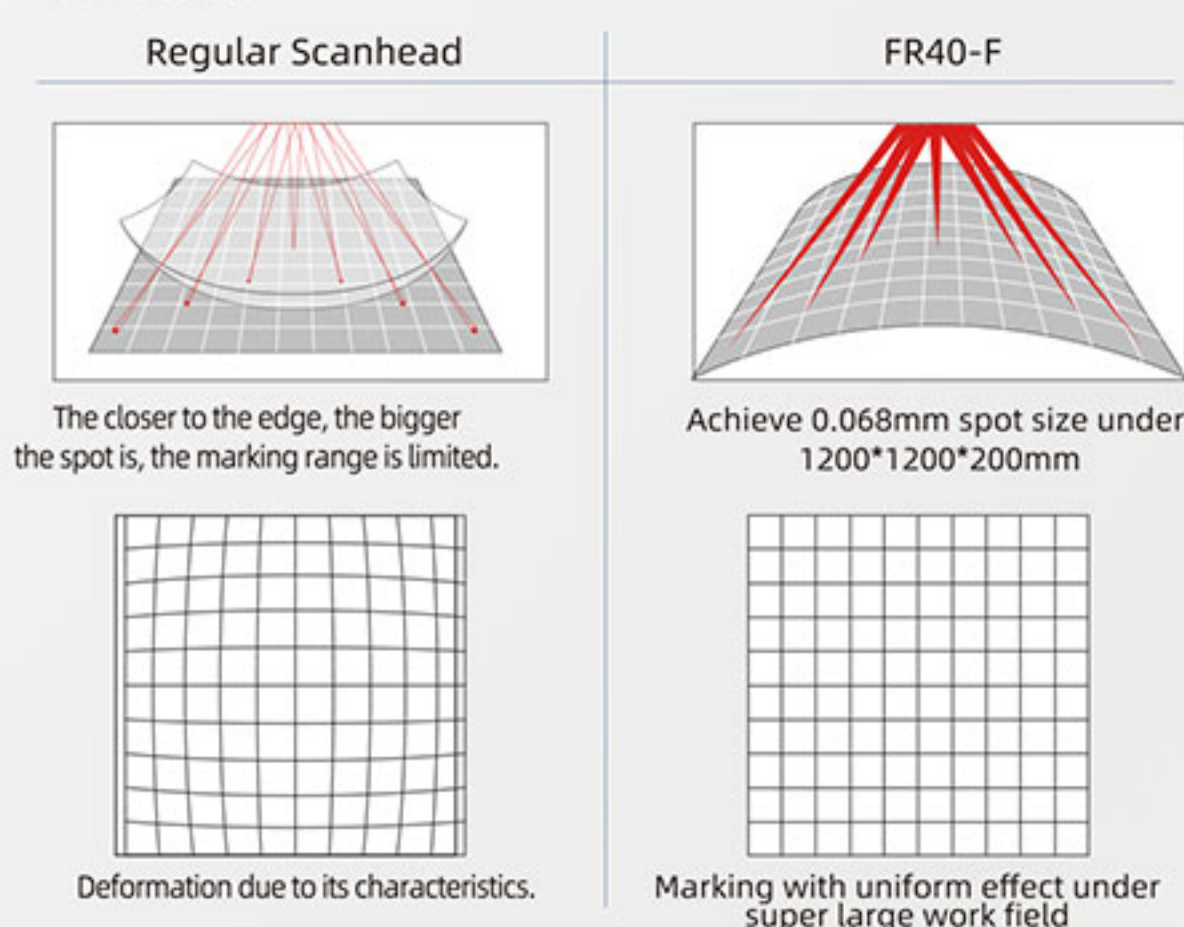 Regular Scanhead
FR40-F
The closer to the edge, the bigger
the spot is, the marking range is limited.
Achieve 0.068mm spot size under
1200*1200*200mm
Deformation due to its characteristics.
Marking with uniform effect under
super large work field